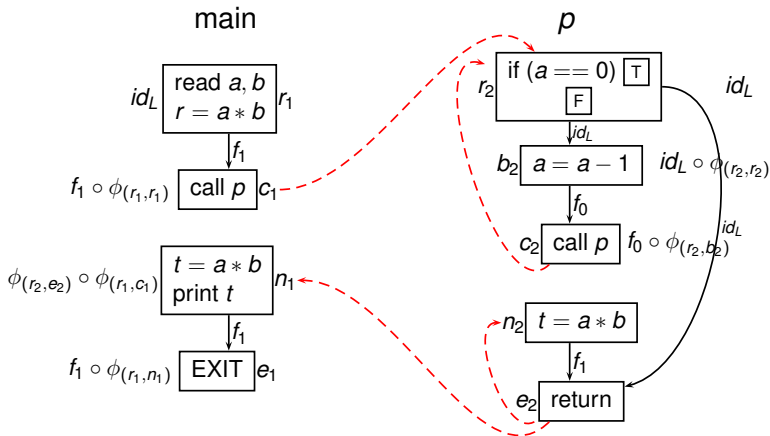 main
p
id_L
read a, b
r = a * b
r_1
f_1
f_1 ∘ ϕ_(r_1,r_1)
call p
c_1
ϕ_(r_2,e_2) ∘ ϕ_(r_1,c_1)
t = a * b
print t
n_1
f_1
f_1 ∘ ϕ_(r_1,n_1)
EXIT
e_1
r_2
if (a == 0) T
F
id_L
id_L
b_2
a = a − 1
id_L ∘ ϕ_(r_2,r_2)
f_0
c_2
call p
f_0 ∘ ϕ_(r_2,b_2)
id_L
n_2
t = a * b
f_1
e_2
return